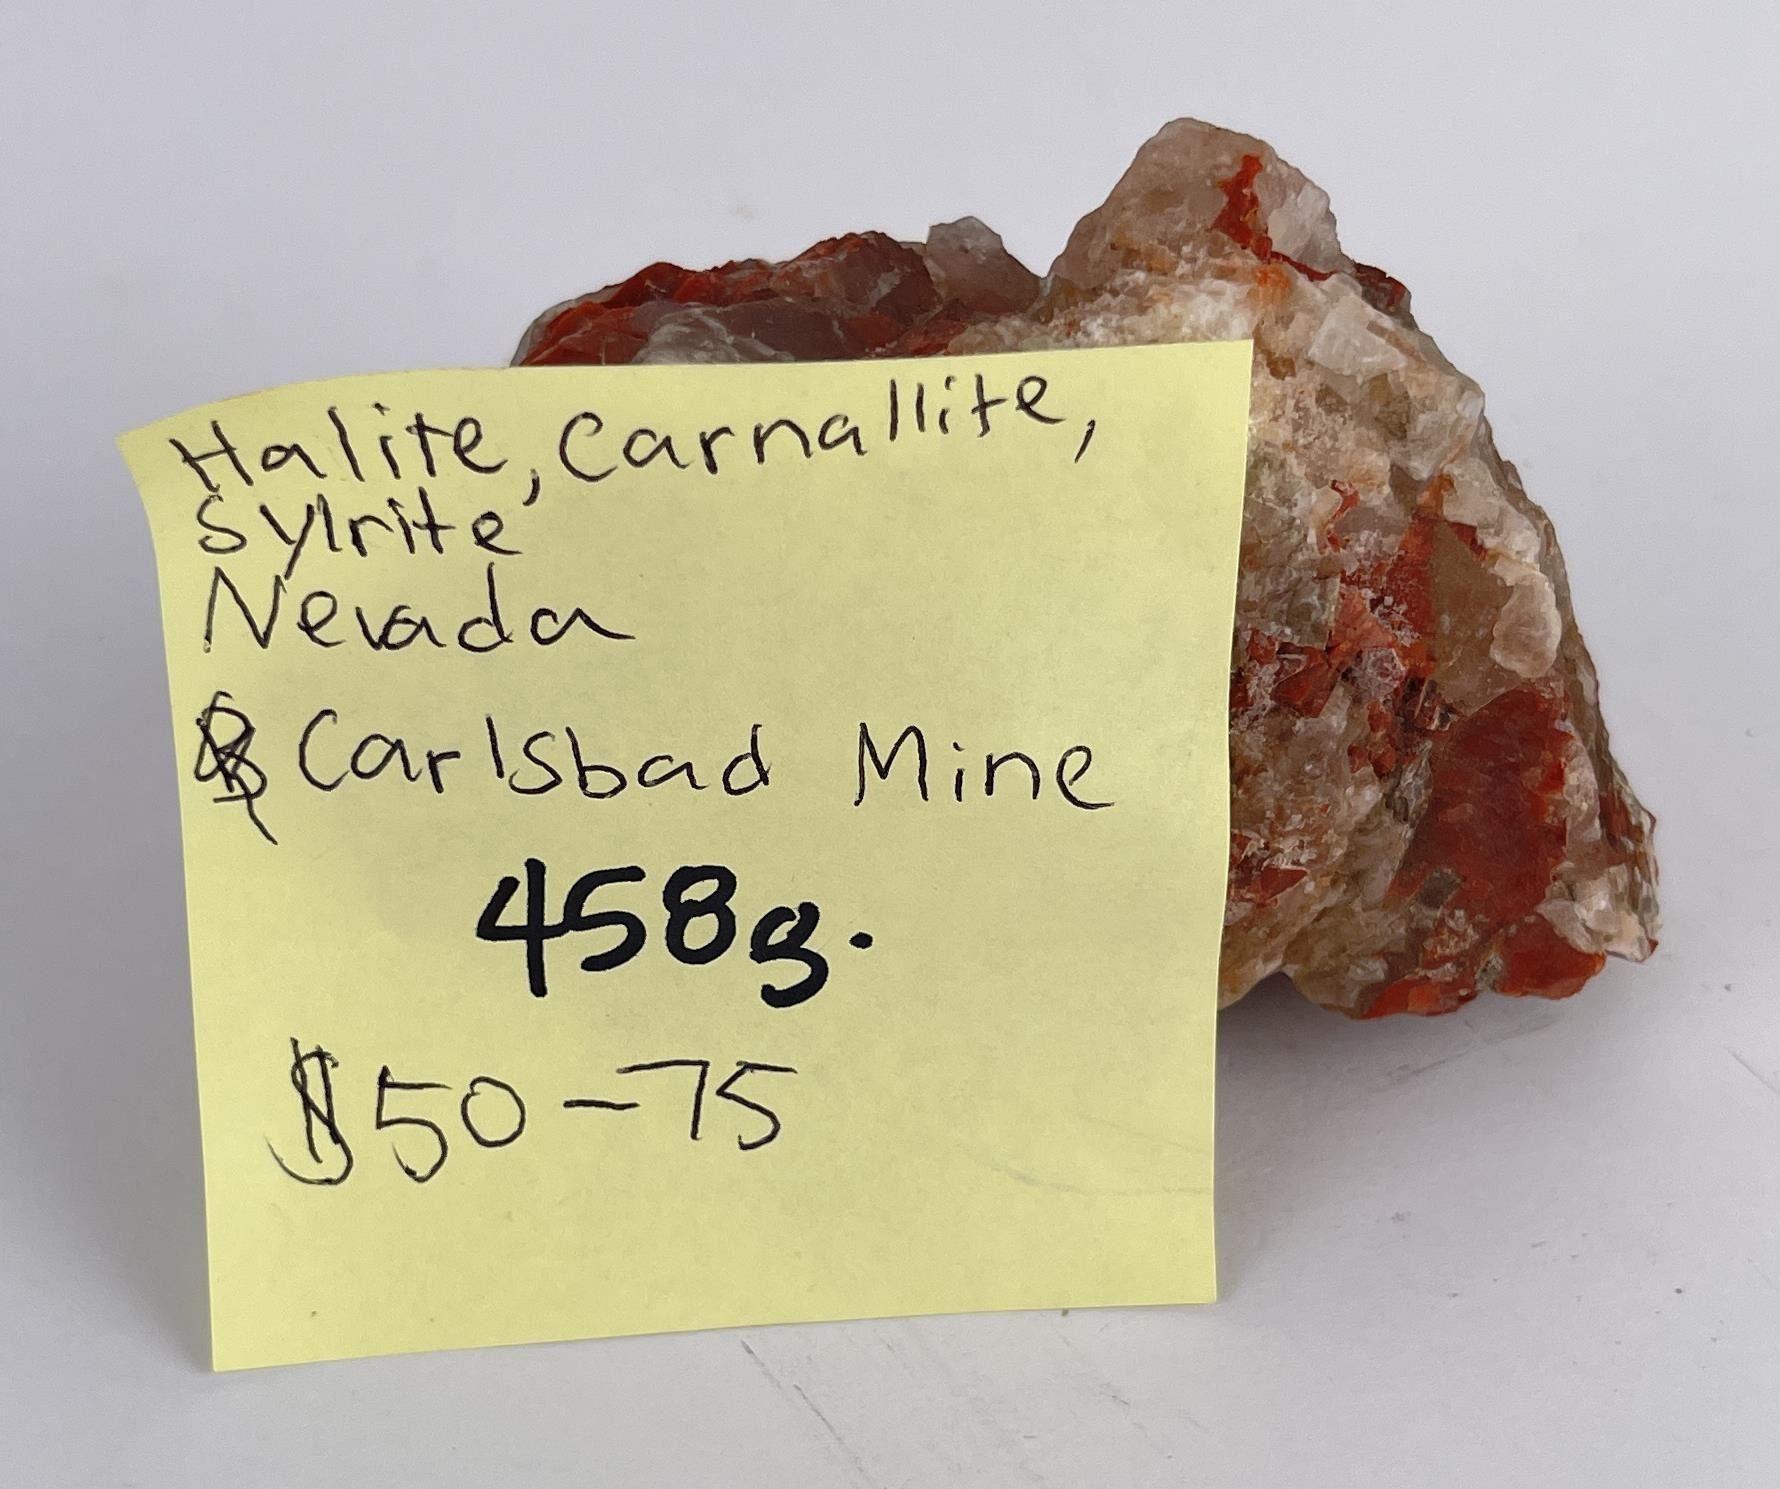 Halite, Carnallite,
Sylrite
Nevada
Carlsbad Mine
458g.
$50-75